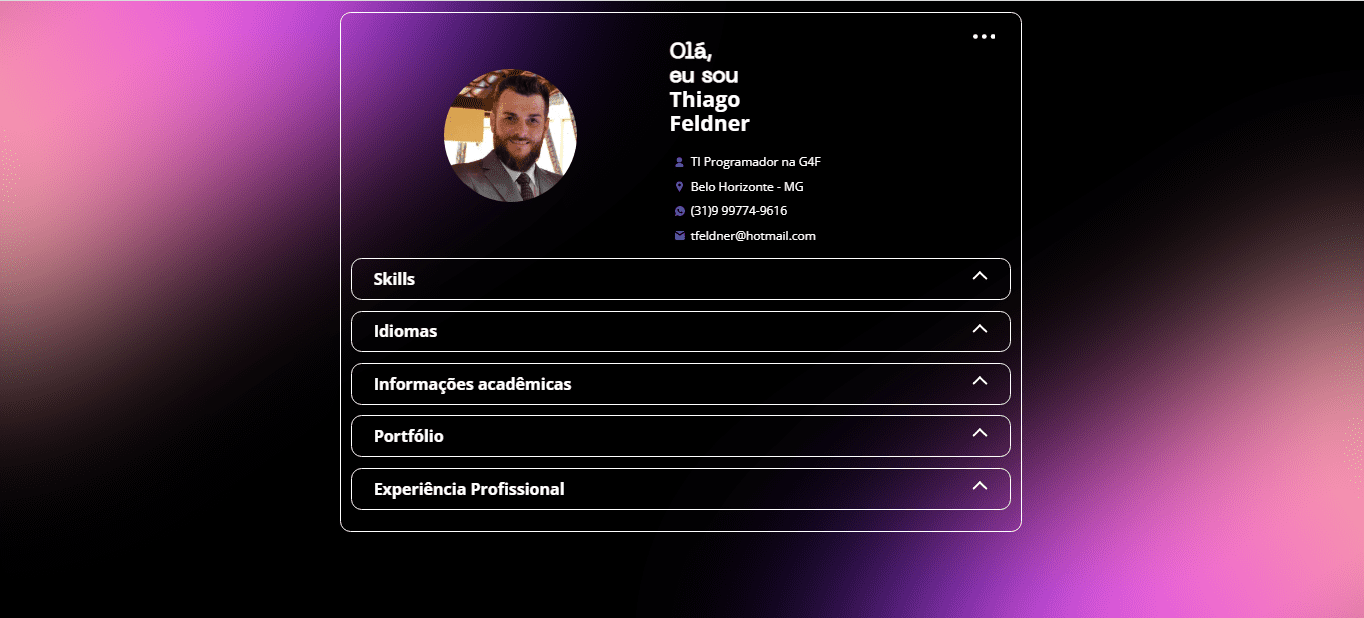 Olá,
eu sou
Thiago
Feldner
TI Programador na G4F
Belo Horizonte - MG
(31)9 99774-9616
tfeldner@hotmail.com
Skills
Idiomas
Informações acadêmicas
Portfólio
Experiência Profissional